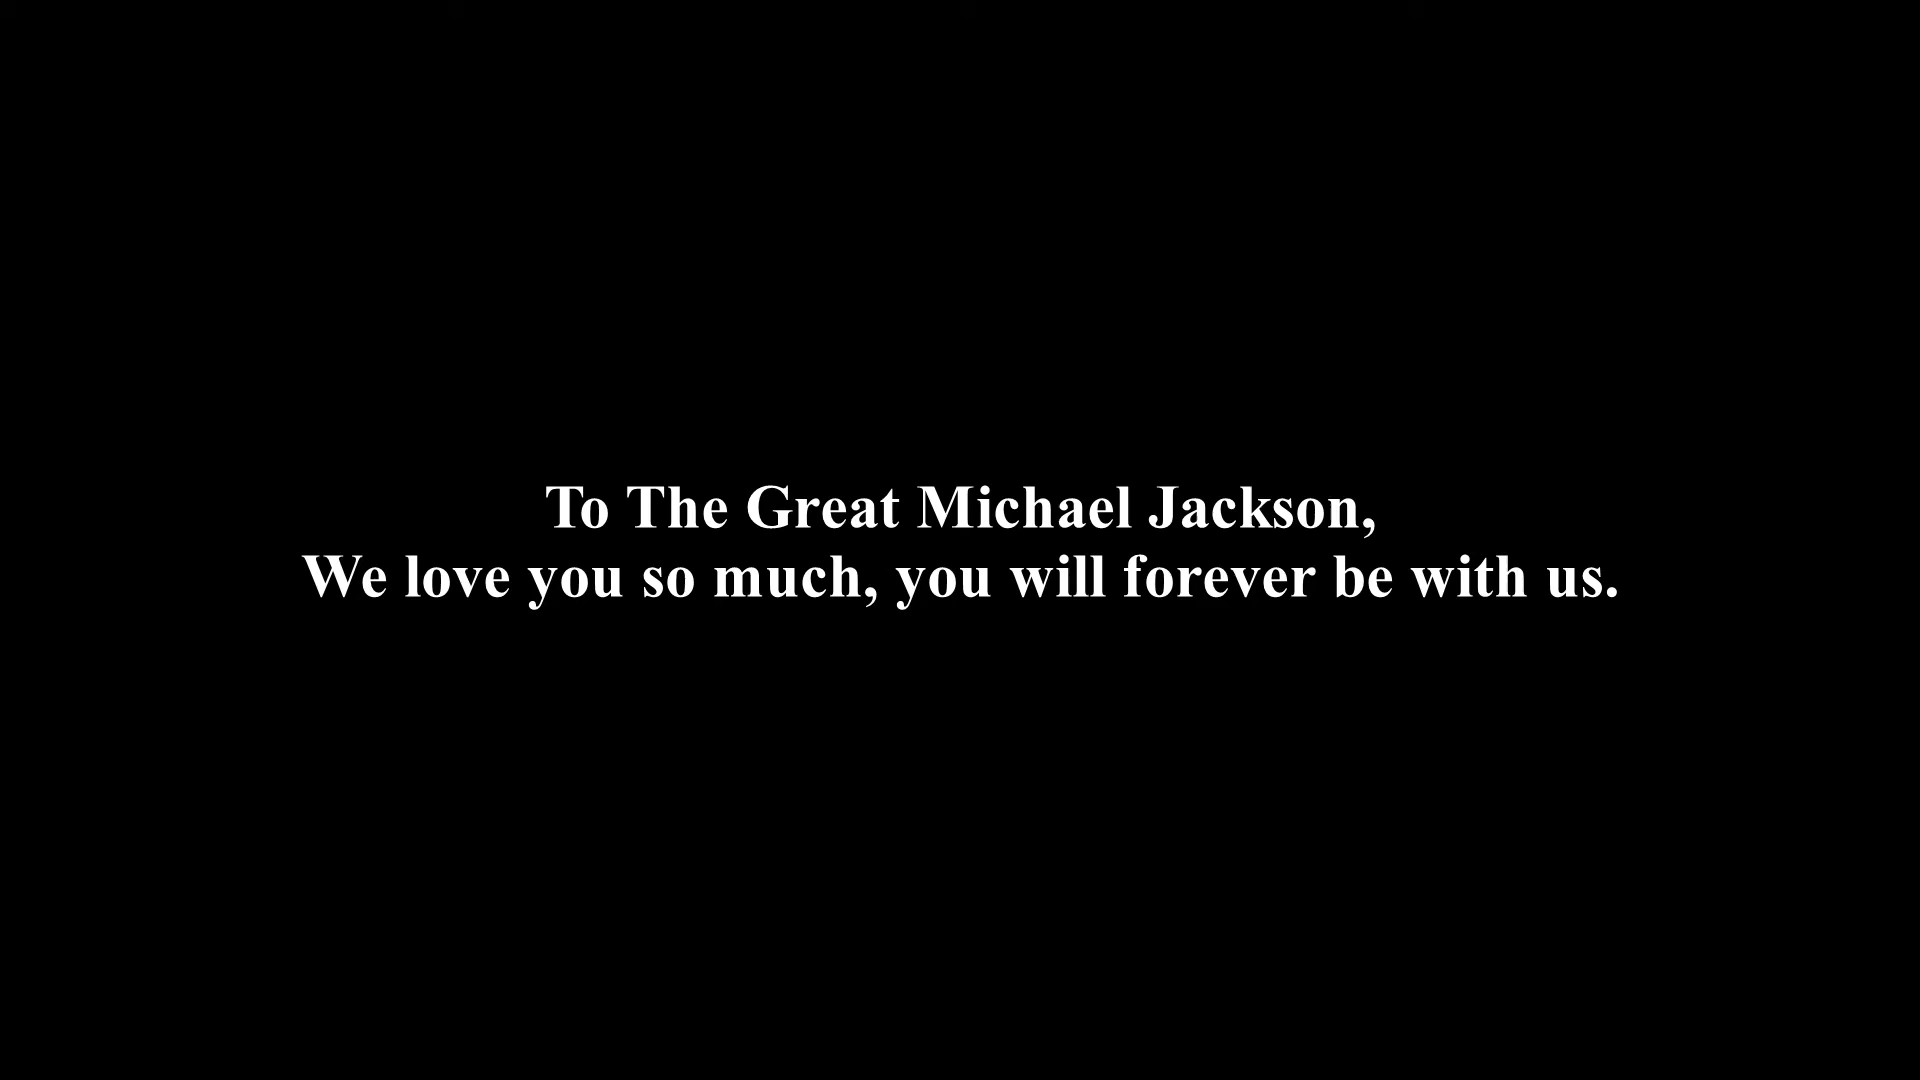 To The Great Michael Jackson,
We love you so much, you will forever be with us.